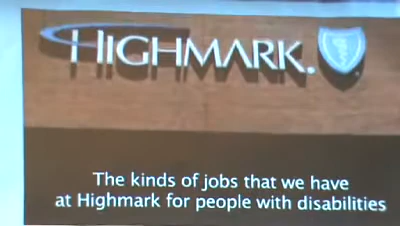 HIGHMARK.
The kinds of jobs that we have
at Highmark for people with disabilities